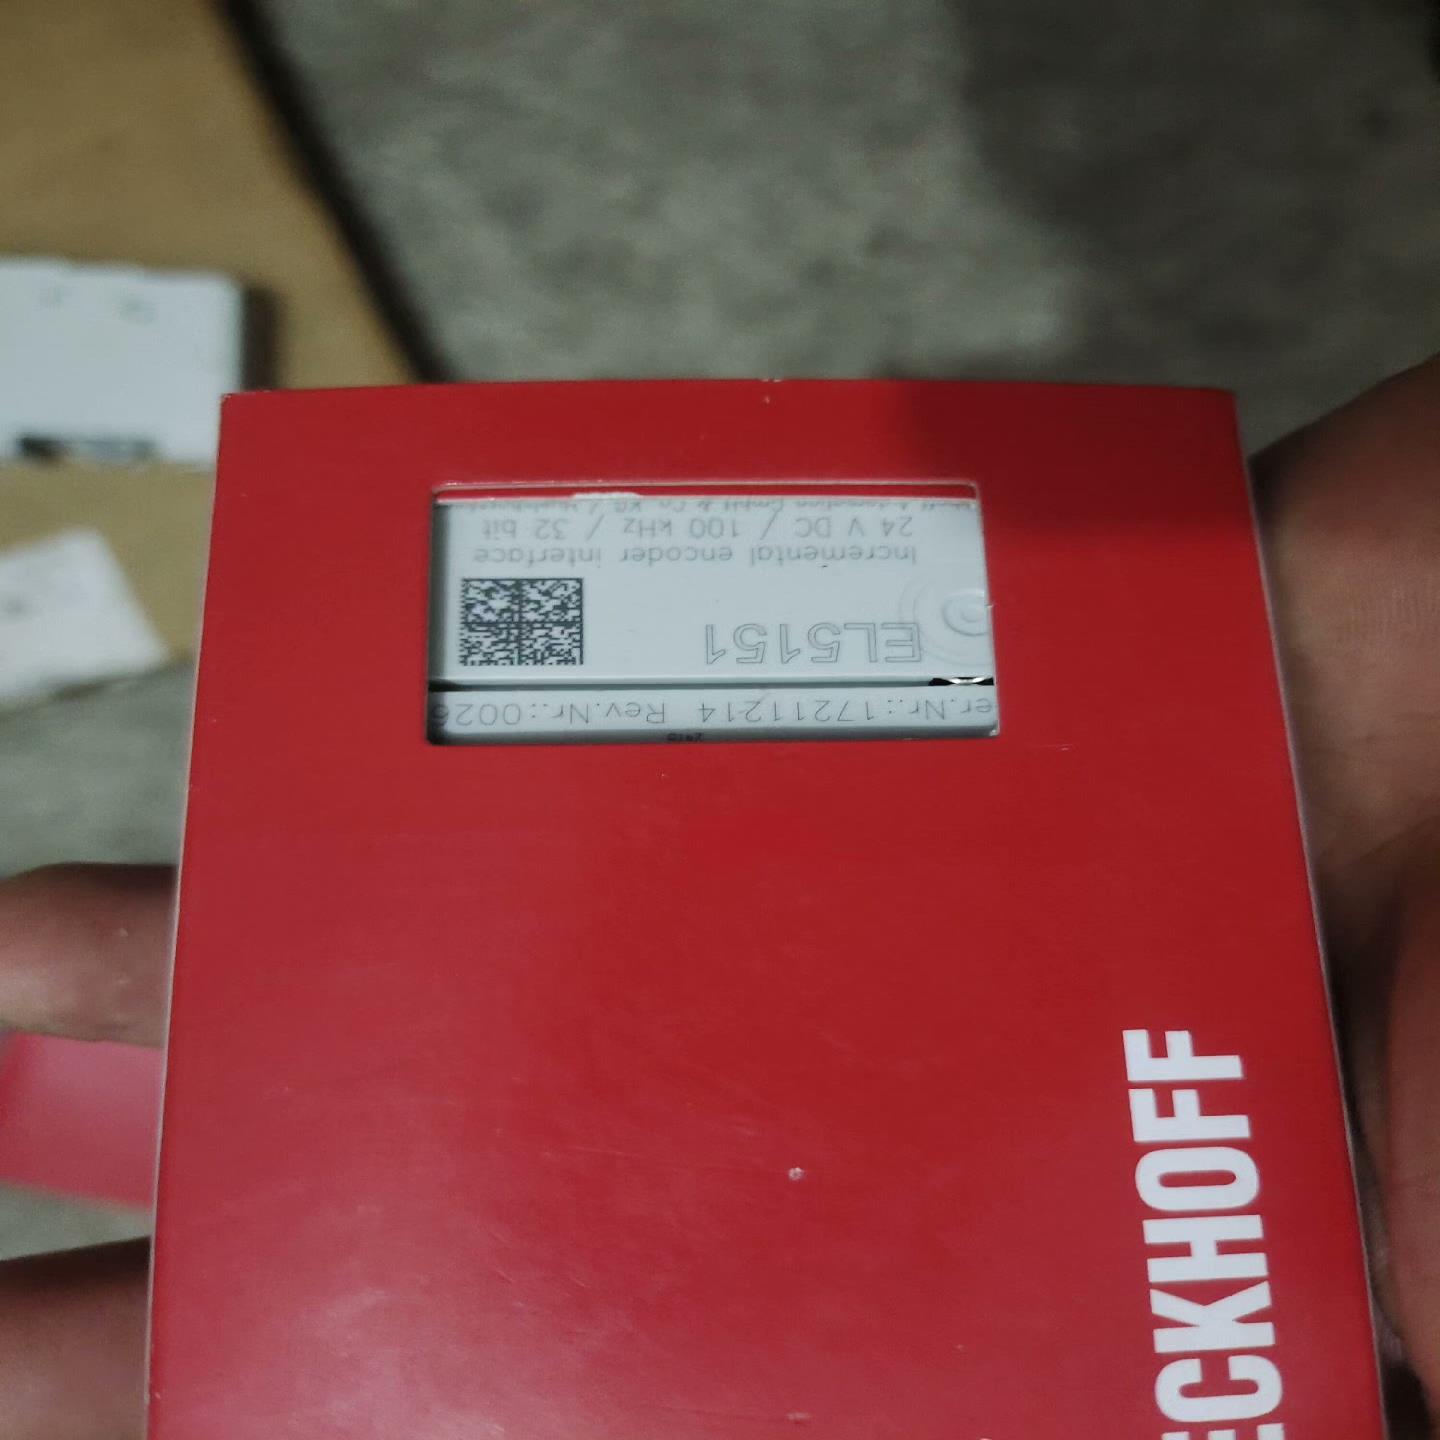 er.Nr.:17211214 Rev.Nr.:0026
EL5151
Incremental encoder interface
24 V DC / 100 kHz / 32 bit
ECKHOFF